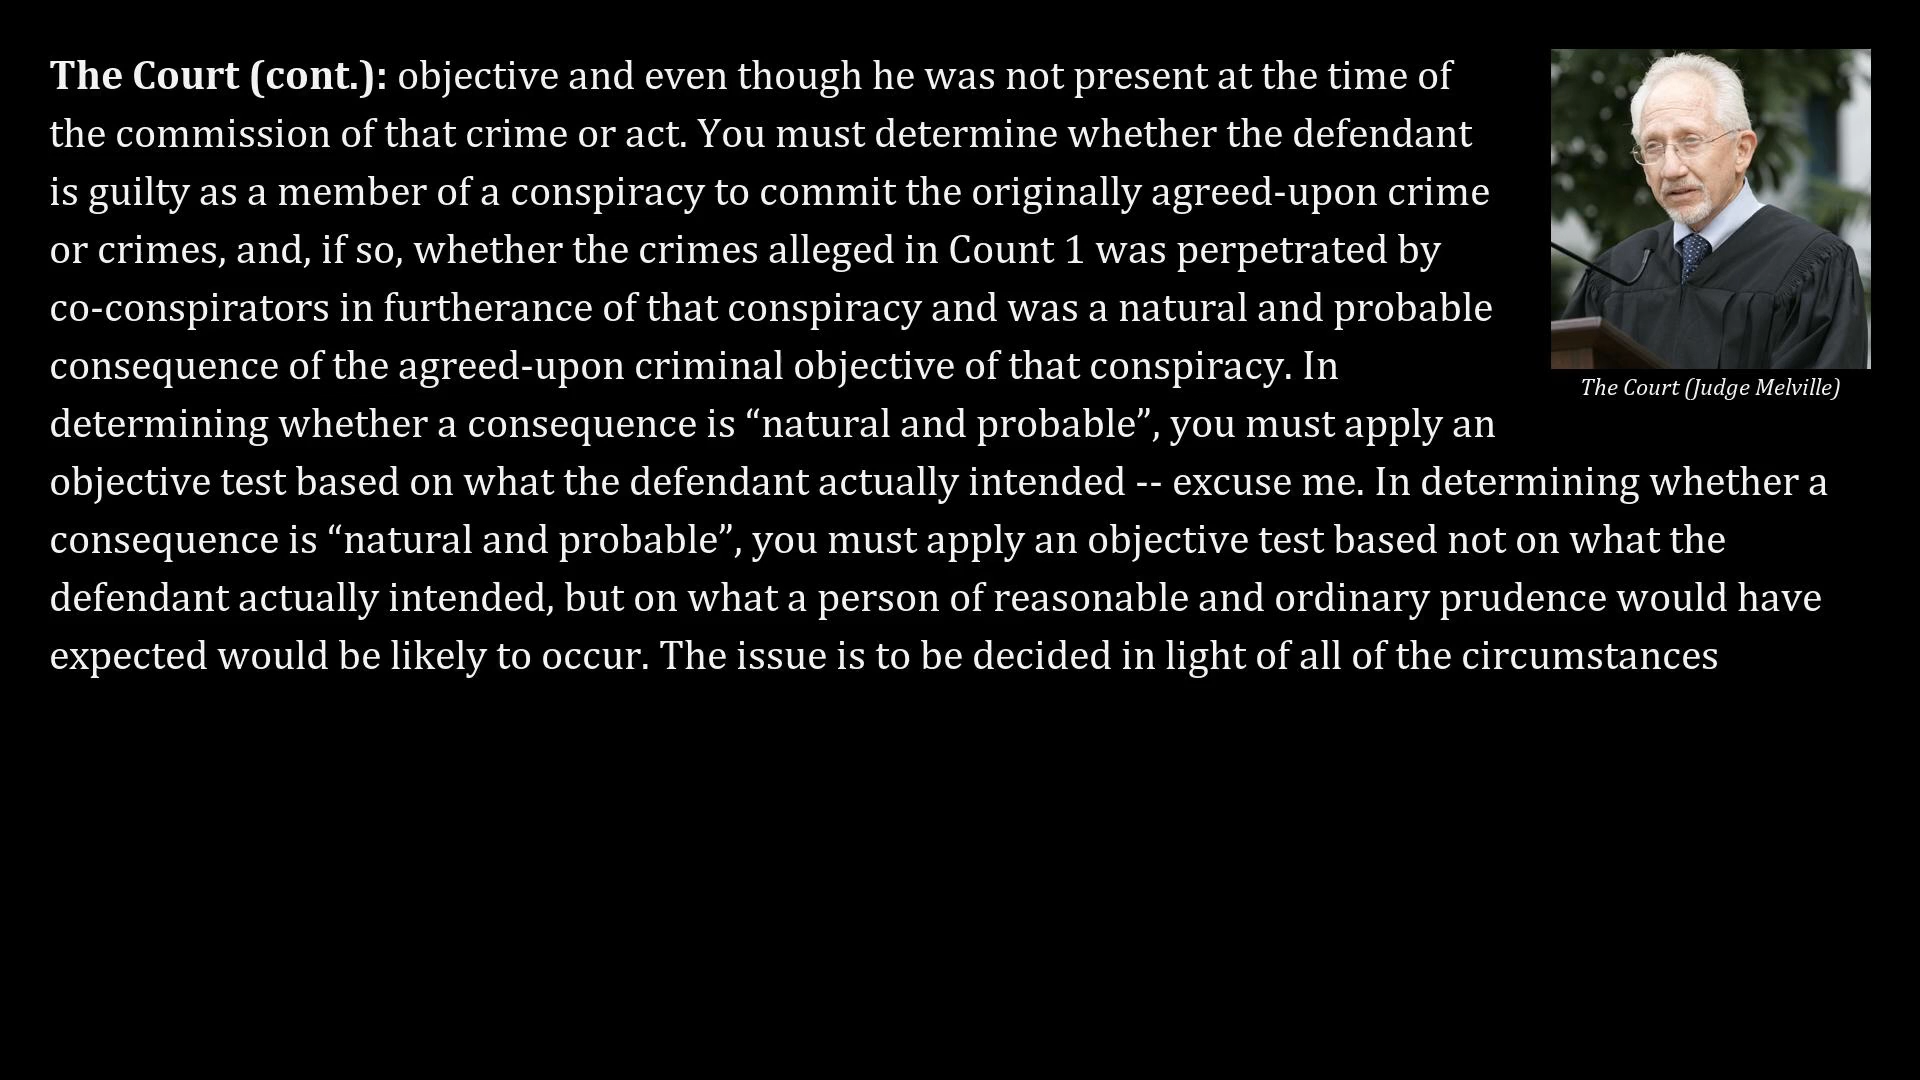 The Court (cont.): objective and even though he was not present at the time of
the commission of that crime or act. You must determine whether the defendant
is guilty as a member of a conspiracy to commit the originally agreed-upon crime
or crimes, and, if so, whether the crimes alleged in Count 1 was perpetrated by
co-conspirators in furtherance of that conspiracy and was a natural and probable
consequence of the agreed-upon criminal objective of that conspiracy. In
determining whether a consequence is “natural and probable”, you must apply an
objective test based on what the defendant actually intended -- excuse me. In determining whether a
consequence is “natural and probable”, you must apply an objective test based not on what the
defendant actually intended, but on what a person of reasonable and ordinary prudence would have
expected would be likely to occur. The issue is to be decided in light of all of the circumstances
The Court (Judge Melville)